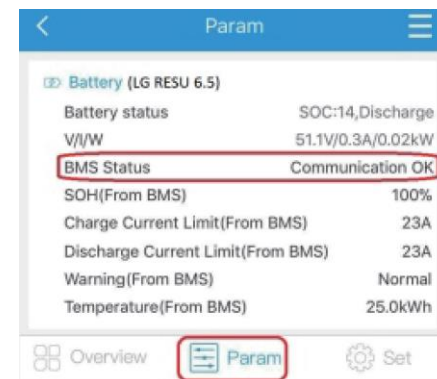 Param
Battery (LG RESU 6.5)
Battery status SOC:14,Discharge
V/I/W 51.1V/0.3A/0.02kW
BMS Status Communication OK
SOH(From BMS) 100%
Charge Current Limit(From BMS) 23A
Discharge Current Limit(From BMS) 23A
Warning(From BMS) Normal
Temperature(From BMS) 25.0kWh
Overview Param Set